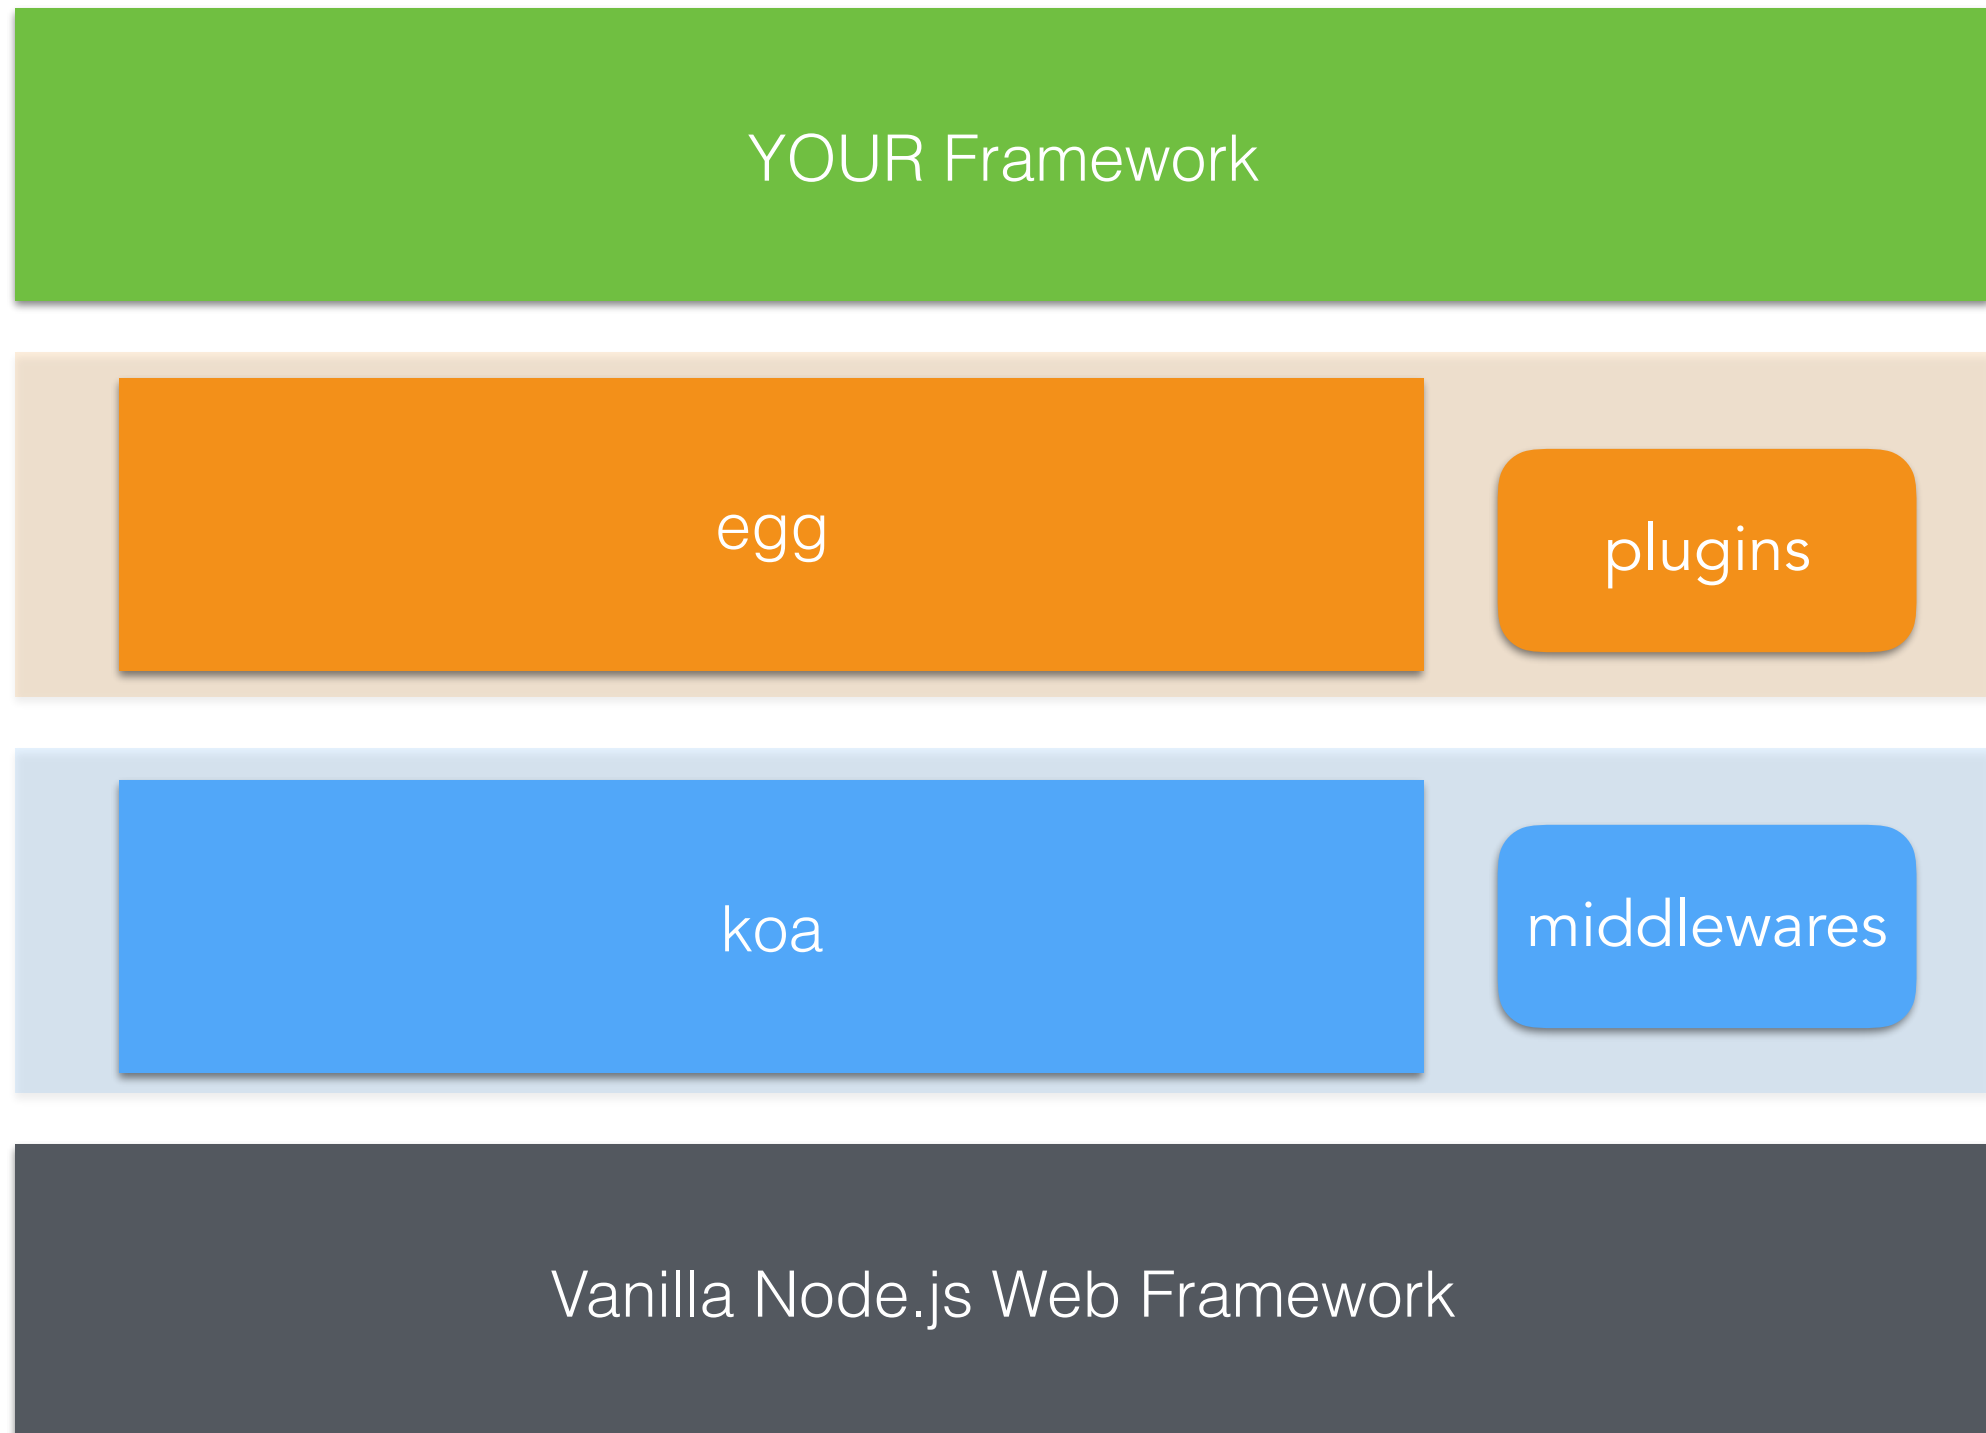 YOUR Framework
egg
plugins
koa
middlewares
Vanilla Node.js Web Framework